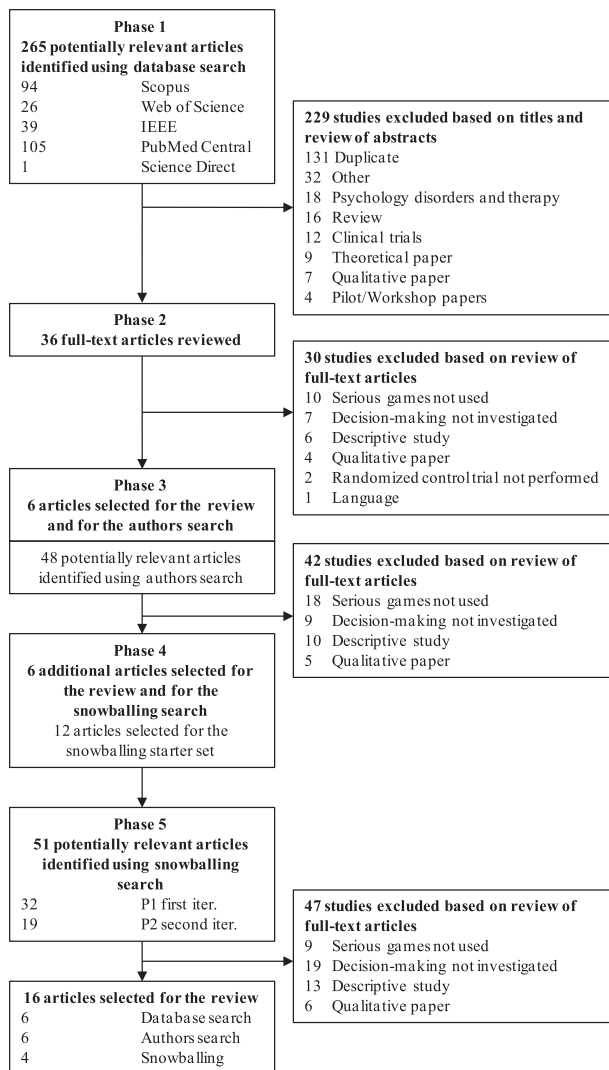 Phase 1
265 potentially relevant articles
identified using database search
94 Scopus
26 Web of Science
39 IEEE
105 PubMed Central
1 Science Direct
229 studies excluded based on titles and
review of abstracts
131 Duplicate
32 Other
18 Psychology disorders and therapy
16 Review
12 Clinical trials
9 Theoretical paper
7 Qualitative paper
4 Pilot/Workshop papers
Phase 2
36 full-text articles reviewed
30 studies excluded based on review of
full-text articles
10 Serious games not used
7 Decision-making not investigated
6 Descriptive study
4 Qualitative paper
2 Randomized control trial not performed
1 Language
Phase 3
6 articles selected for the review
and for the authors search
48 potentially relevant articles
identified using authors search
42 studies excluded based on review of
full-text articles
18 Serious games not used
9 Decision-making not investigated
10 Descriptive study
5 Qualitative paper
Phase 4
6 additional articles selected for
the review and for the
snowballing search
12 articles selected for the
snowballing starter set
Phase 5
51 potentially relevant articles
identified using snowballing
search
32 P1 first iter.
19 P2 second iter.
47 studies excluded based on review of
full-text articles
9 Serious games not used
19 Decision-making not investigated
13 Descriptive study
6 Qualitative paper
16 articles selected for the review
6 Database search
6 Authors search
4 Snowballing